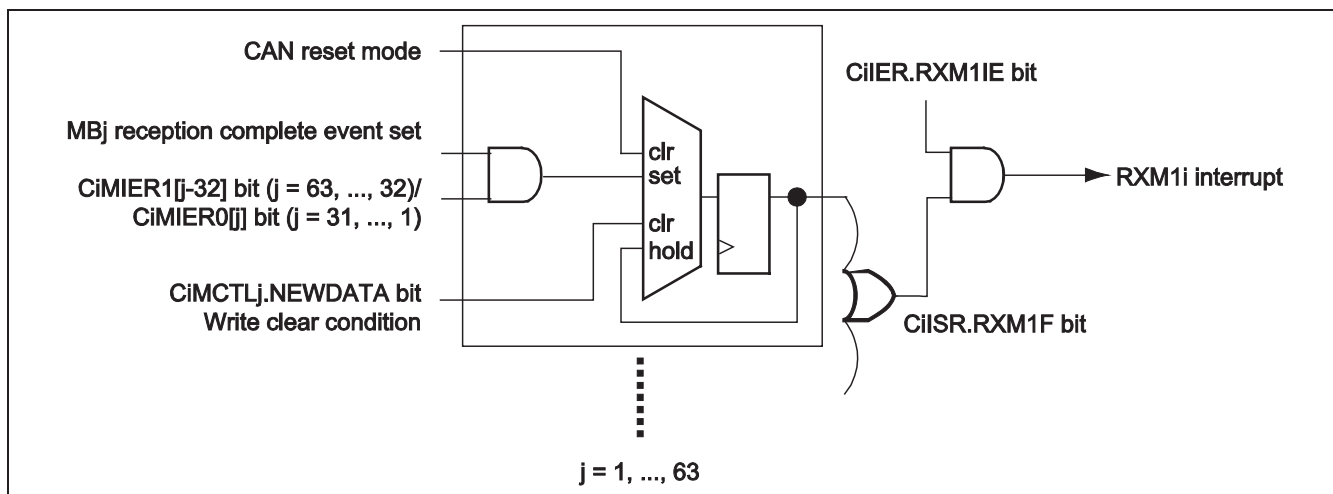 CAN reset mode
CiIER.RXM1IE bit
MBj reception complete event set
clr
set
CiMIER1[j-32] bit (j = 63, ..., 32)/
CiMIER0[j] bit (j = 31, ..., 1)
RXM1i interrupt
clr
hold
CiMCTLj.NEWDATA bit
Write clear condition
CiISR.RXM1F bit
j = 1, ..., 63